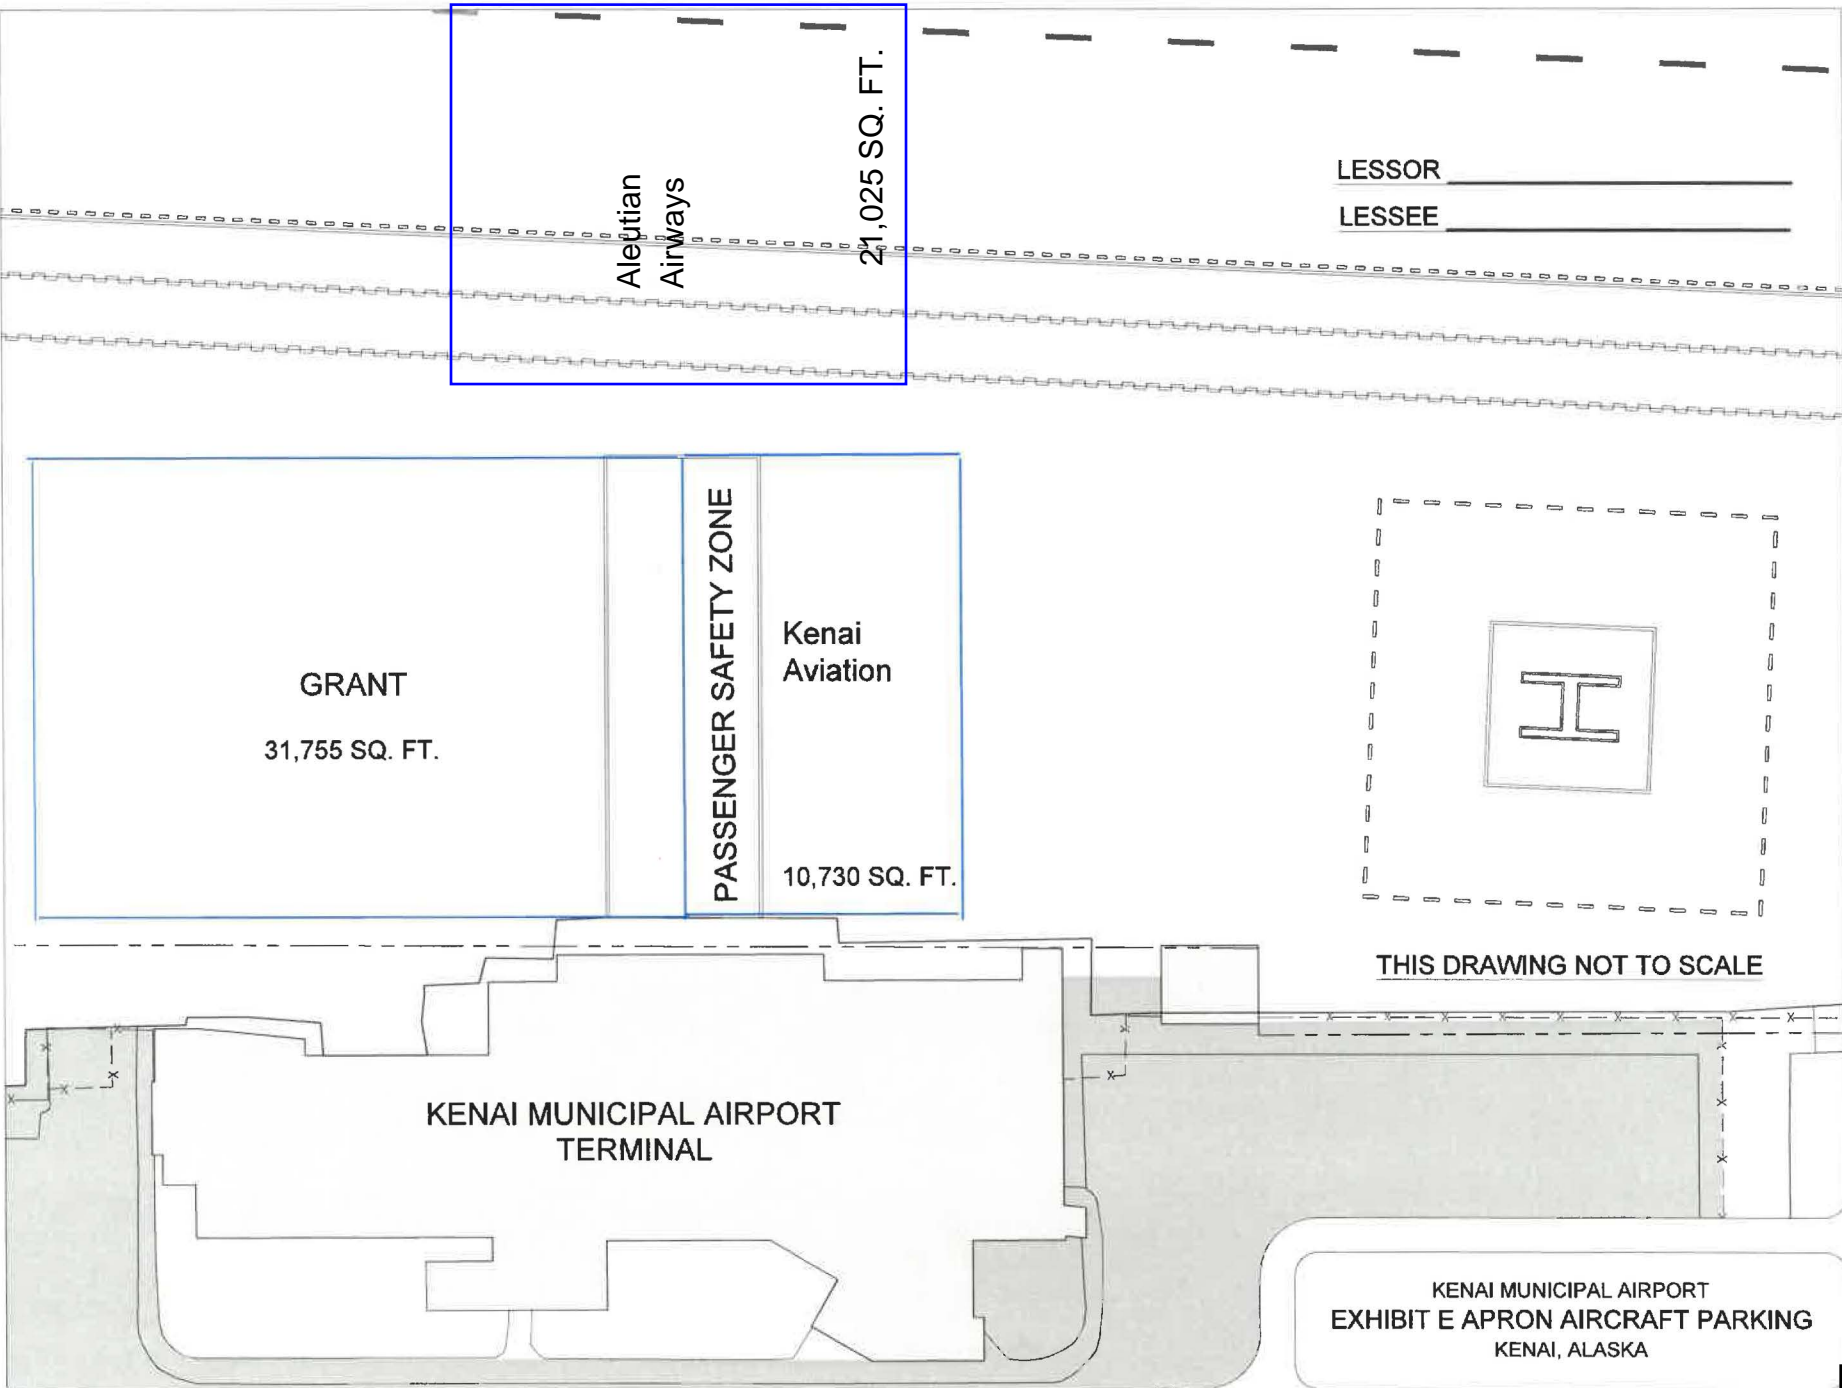 Aleutian
Airways
21,025 SQ. FT.
LESSOR
LESSEE
GRANT
31,755 SQ. FT.
PASSENGER SAFETY ZONE
Kenai
Aviation
10,730 SQ. FT.
H
THIS DRAWING NOT TO SCALE
KENAI MUNICIPAL AIRPORT
TERMINAL
KENAI MUNICIPAL AIRPORT
EXHIBIT E APRON AIRCRAFT PARKING
KENAI, ALASKA